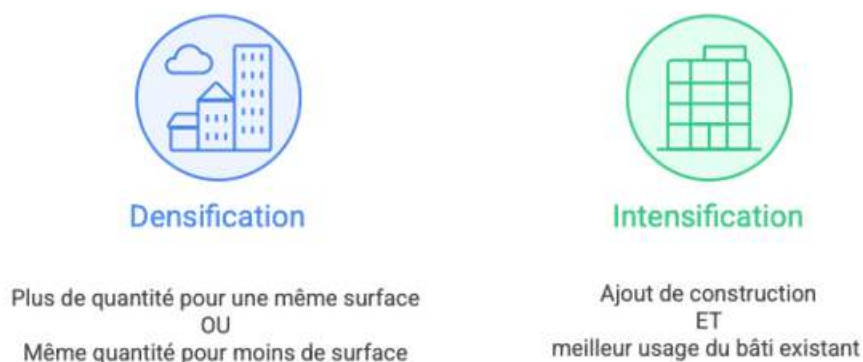 Densification
Plus de quantité pour une même surface
OU
Même quantité pour moins de surface
Intensification
Ajout de construction
ET
meilleur usage du bâti existant